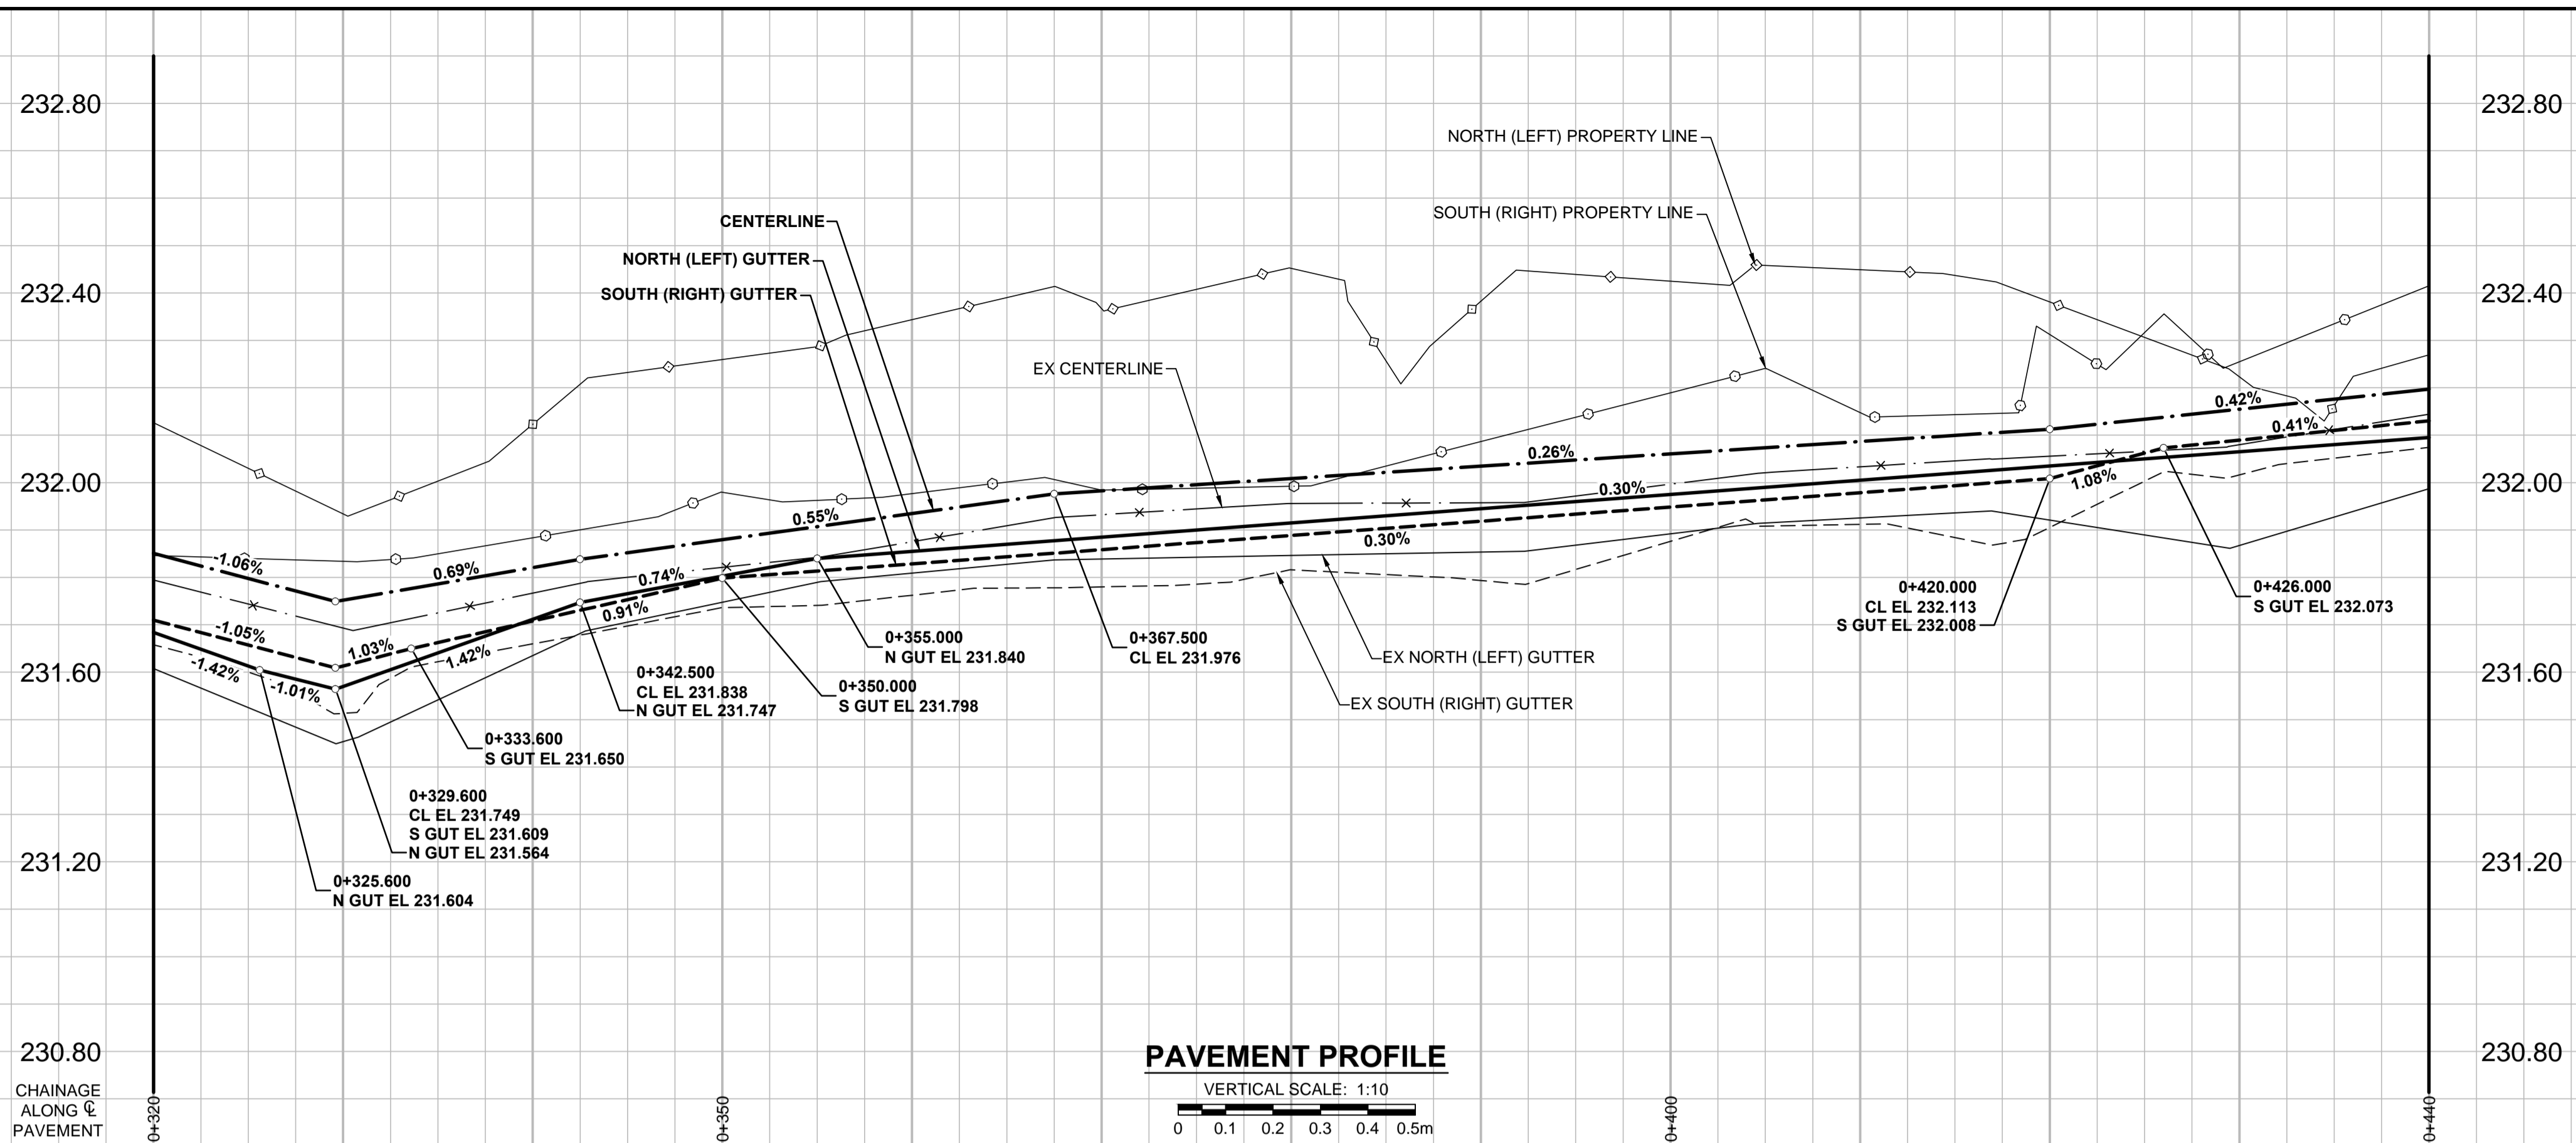 232.80
232.80
NORTH (LEFT) PROPERTY LINE
SOUTH (RIGHT) PROPERTY LINE
CENTERLINE
NORTH (LEFT) GUTTER
SOUTH (RIGHT) GUTTER
232.40
232.40
EX CENTERLINE
0.42%
0.41%
0.26%
0.30%
1.08%
232.00
232.00
0.55%
0.30%
-1.06%
0.69%
0.74%
0.91%
-1.05%
1.03%
1.42%
-1.42%
-1.01%
0+420.000
CL EL 232.113
S GUT EL 232.008
0+426.000
S GUT EL 232.073
0+355.000
N GUT EL 231.840
0+367.500
CL EL 231.976
EX NORTH (LEFT) GUTTER
EX SOUTH (RIGHT) GUTTER
231.60
231.60
0+342.500
CL EL 231.838
N GUT EL 231.747
0+350.000
S GUT EL 231.798
0+333.600
S GUT EL 231.650
0+329.600
CL EL 231.749
S GUT EL 231.609
N GUT EL 231.564
231.20
231.20
0+325.600
N GUT EL 231.604
230.80
230.80
PAVEMENT PROFILE
VERTICAL SCALE: 1:10
0 0.1 0.2 0.3 0.4 0.5m
CHAINAGE
ALONG ℄
PAVEMENT
0+320
0+350
0+400
0+440